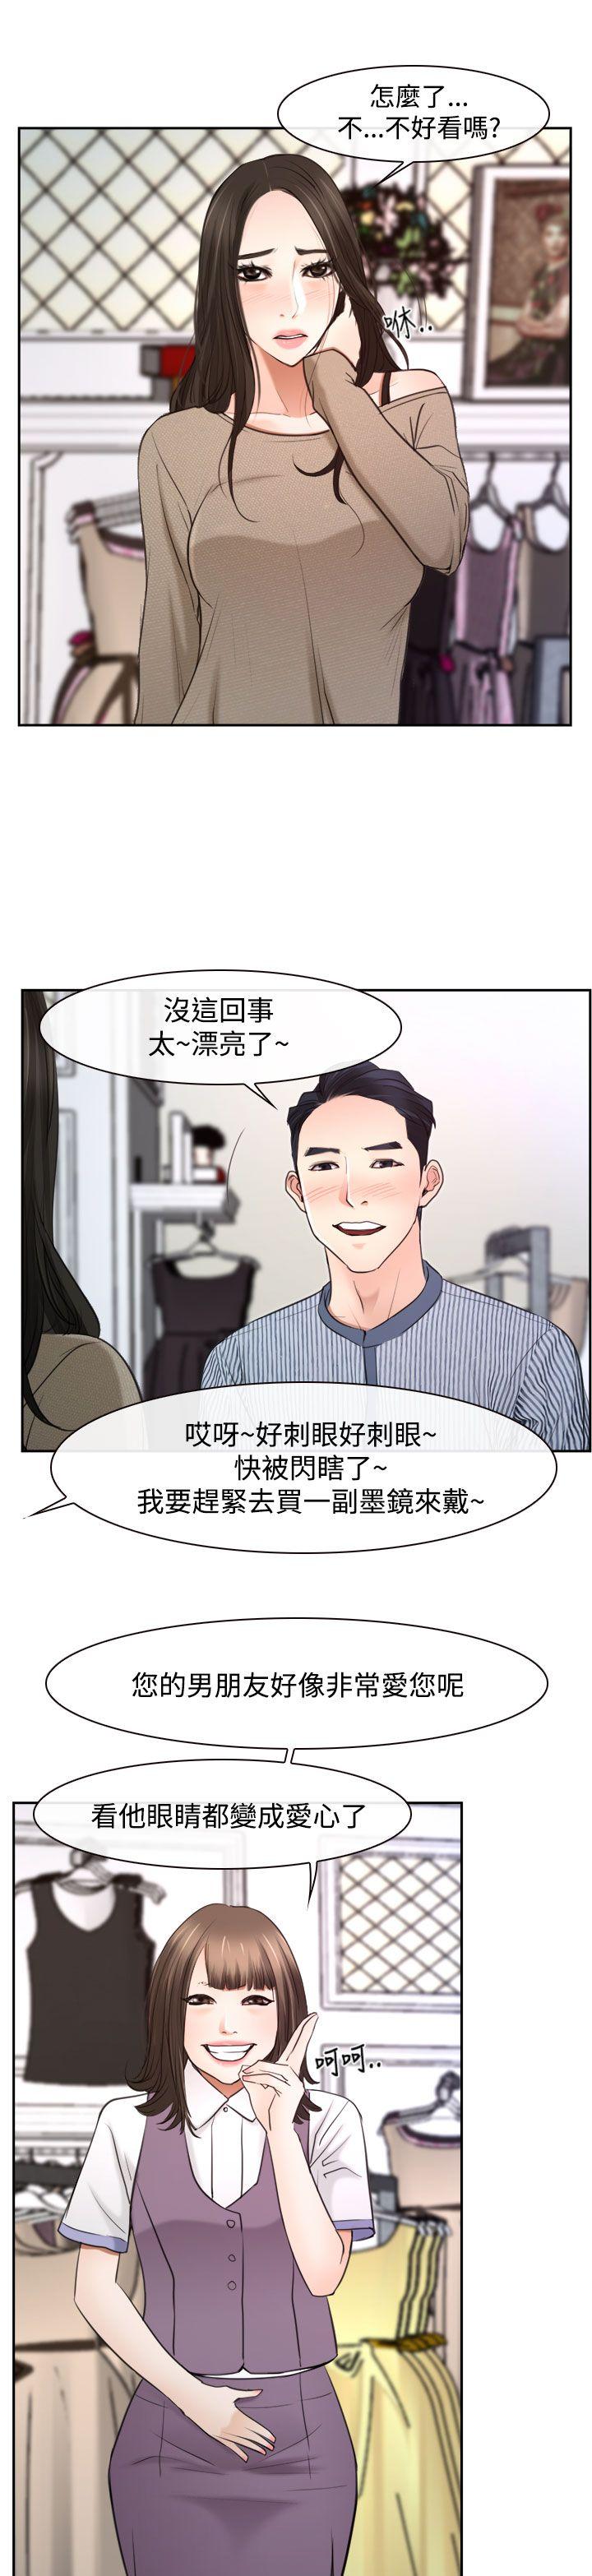 怎麼了...
不...不好看嗎?
咻..
沒這回事
太~漂亮了~
哎呀~好刺眼好刺眼~
快被閃瞎了~
我要趕緊去買一副墨鏡來戴~
您的男朋友好像非常愛您呢
看他眼睛都變成愛心了
呵呵..